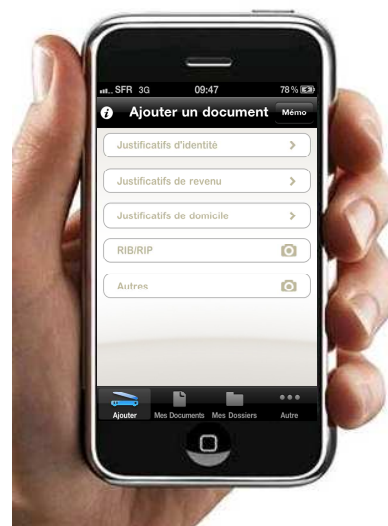 SFR 3G 09:47 78 %
Ajouter un document Mémo
Justificatifs d'identité
Justificatifs de revenu
Justificatifs de domicile
RIB/RIP
Autres
Ajouter Mes Documents Mes Dossiers Autre